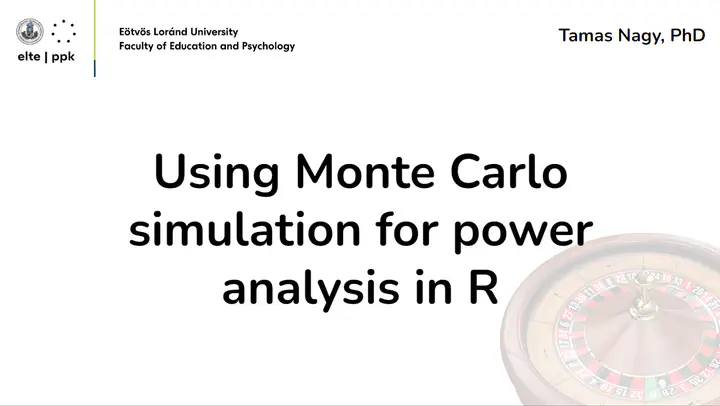 elte | ppk
Eötvös Loránd University
Faculty of Education and Psychology
Tamas Nagy, PhD
Using Monte Carlo
simulation for power
analysis in R